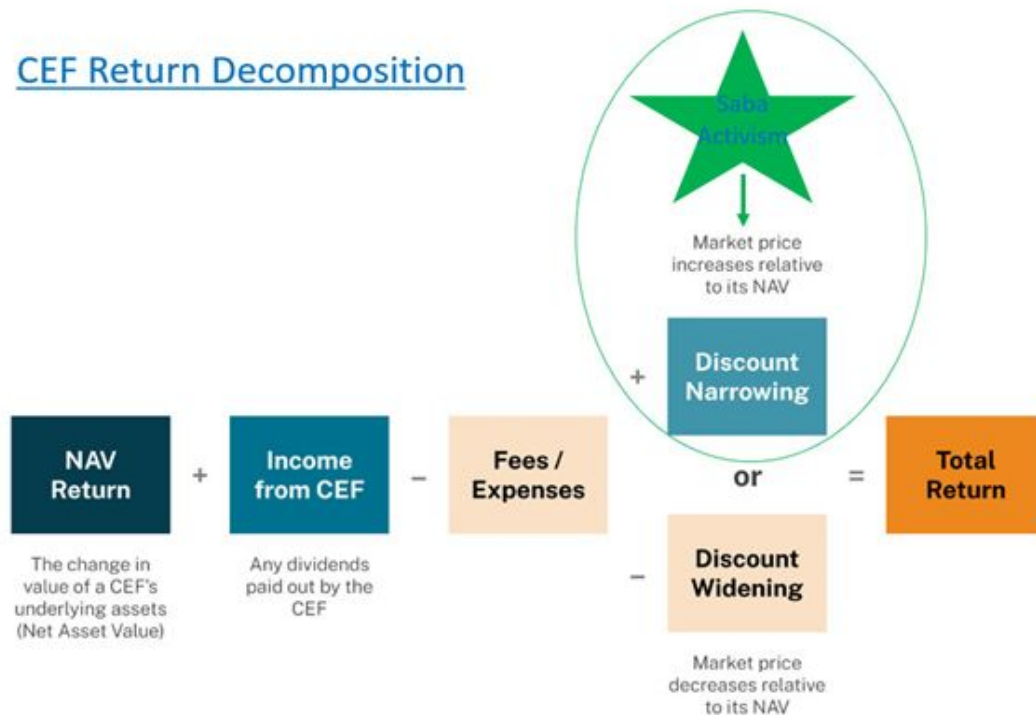 CEF Return Decomposition
Saba
Activism
Market price
increases relative
to its NAV
+
Discount
Narrowing
NAV
Return
+
Income
from CEF
–
Fees /
Expenses
or
=
Total
Return
The change in
value of a CEF's
underlying assets
(Net Asset Value)
Any dividends
paid out by the
CEF
–
Discount
Widening
Market price
decreases relative
to its NAV